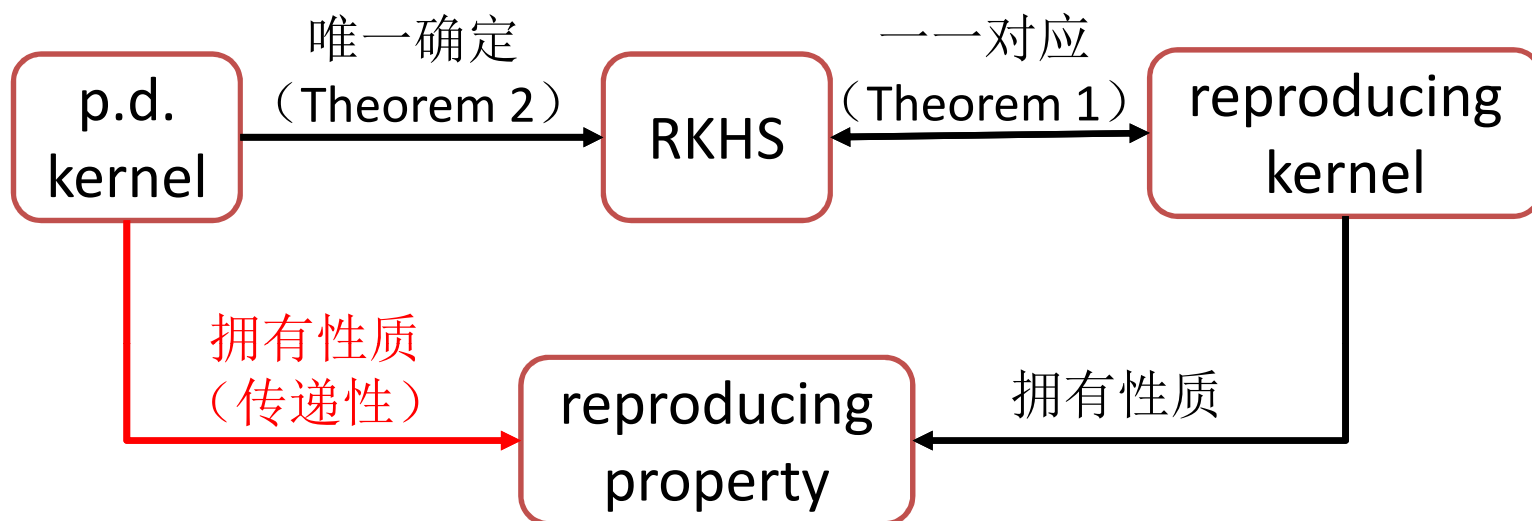 p.d.
kernel
唯一确定
（Theorem 2）
RKHS
一一对应
（Theorem 1）
reproducing
kernel
拥有性质
（传递性）
reproducing
property
拥有性质